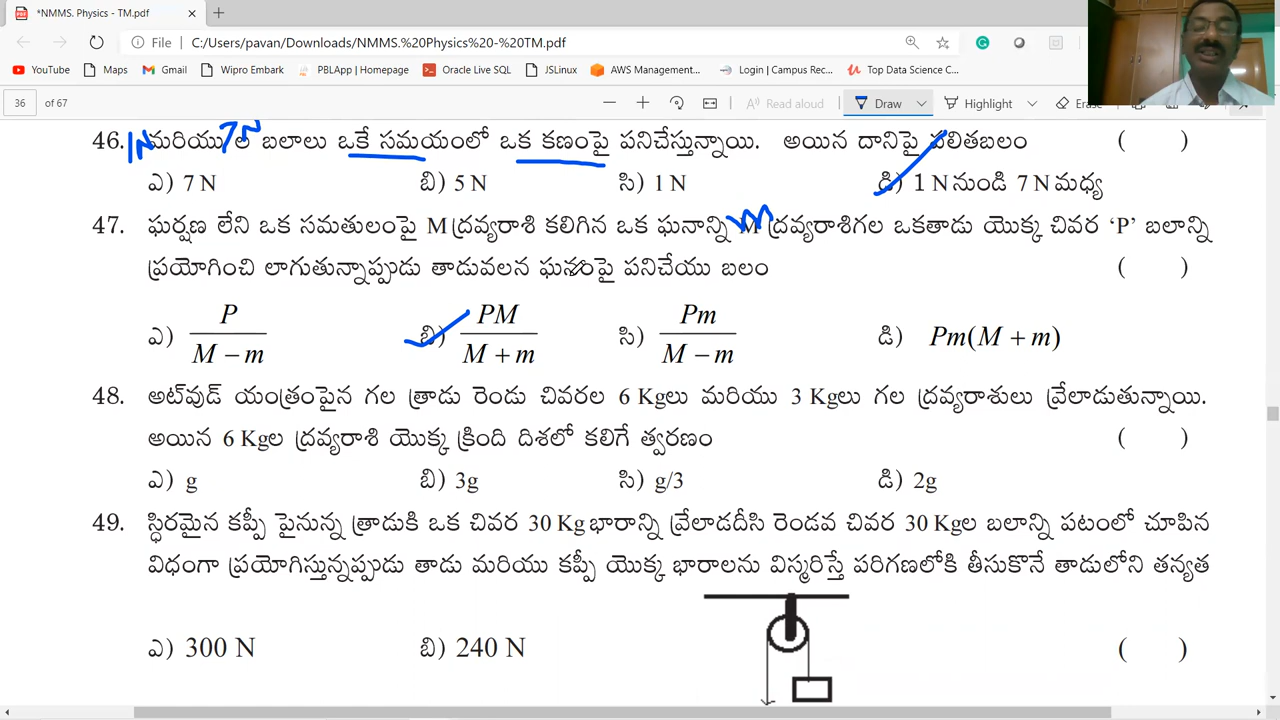 *NMMS. Physics - TM.pdf
File C:/Users/pavan/Downloads/NMMS.%20Physics%20-%20TM.pdf
YouTube Maps Gmail Wipro Embark PBLApp | Homepage Oracle Live SQL JSLinux AWS Management... Login | Campus Rec... Top Data Science C...
36 of 67 Read aloud Draw Highlight Erase
1N 7N
46. మరియు ల బలాలు ఒకే సమయంలో ఒక కణంపై పనిచేస్తున్నాయి. అయిన దానిపై ఫలితబలం ( )
ఎ) 7 N బి) 5 N సి) 1 N డి) 1 N నుండి 7 N మధ్య
m
47. ఘర్షణ లేని ఒక సమతులంపై M ద్రవ్యరాశి కలిగిన ఒక ఘనాన్ని M ద్రవ్యరాశిగల ఒకతాడు యొక్క చివర ‘P’ బలాన్ని
ప్రయోగించి లాగుతున్నాప్పుడు తాడువలన ఘనంపై పనిచేయు బలం ( )
ఎ) P / M − m బి) PM / M + m సి) Pm / M − m డి) Pm(M + m)
48. అట్‌వుడ్ యంత్రంపైన గల త్రాడు రెండు చివరల 6 Kgలు మరియు 3 Kgలు గల ద్రవ్యరాశులు వ్రేలాడుతున్నాయి.
అయిన 6 Kgల ద్రవ్యరాశి యొక్క క్రింది దిశలో కలిగే త్వరణం ( )
ఎ) g బి) 3g సి) g/3 డి) 2g
49. స్థిరమైన కప్పీ పైనున్న త్రాడుకి ఒక చివర 30 Kg భారాన్ని వ్రేలాడదీసి రెండవ చివర 30 Kgల బలాన్ని పటంలో చూపిన
విధంగా ప్రయోగిస్తున్నప్పుడు తాడు మరియు కప్పీ యొక్క భారాలను విస్మరిస్తే పరిగణలోకి తీసుకొనే తాడులోని తన్యత
ఎ) 300 N బి) 240 N ( )